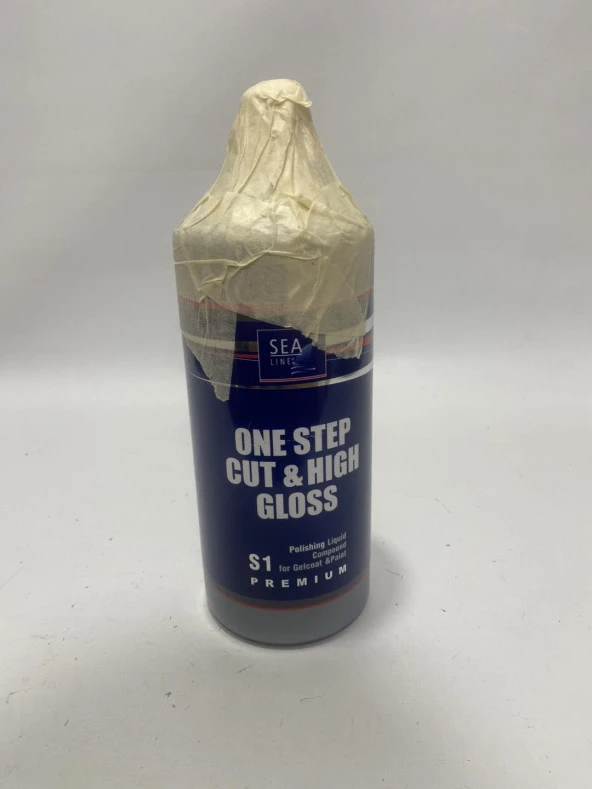 SEA
LINE
ONE STEP
CUT & HIGH
GLOSS
S1
Polishing Liquid
Compound
for Gelcoat &Paint
PREMIUM